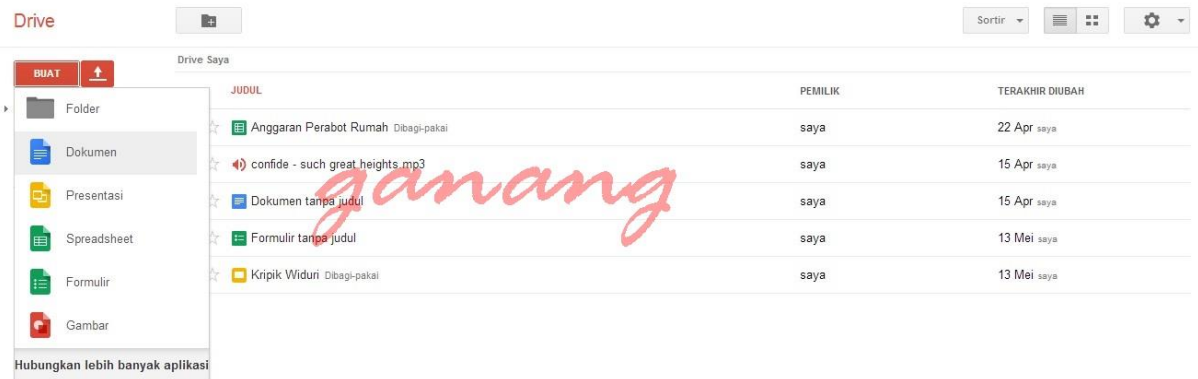 Drive
Sortir
BUAT
Drive Saya
JUDUL PEMILIK TERAKHIR DIUBAH
Folder
Anggaran Perabot Rumah Dibagi-pakai saya 22 Apr saya
Dokumen
confide - such great heights.mp3 saya 15 Apr saya
Presentasi
Dokumen tanpa judul saya 15 Apr saya
Spreadsheet
Formulir tanpa judul saya 13 Mei saya
Formulir
Kripik Widuri Dibagi-pakai saya 13 Mei saya
Gambar
Hubungkan lebih banyak aplikasi
ganang